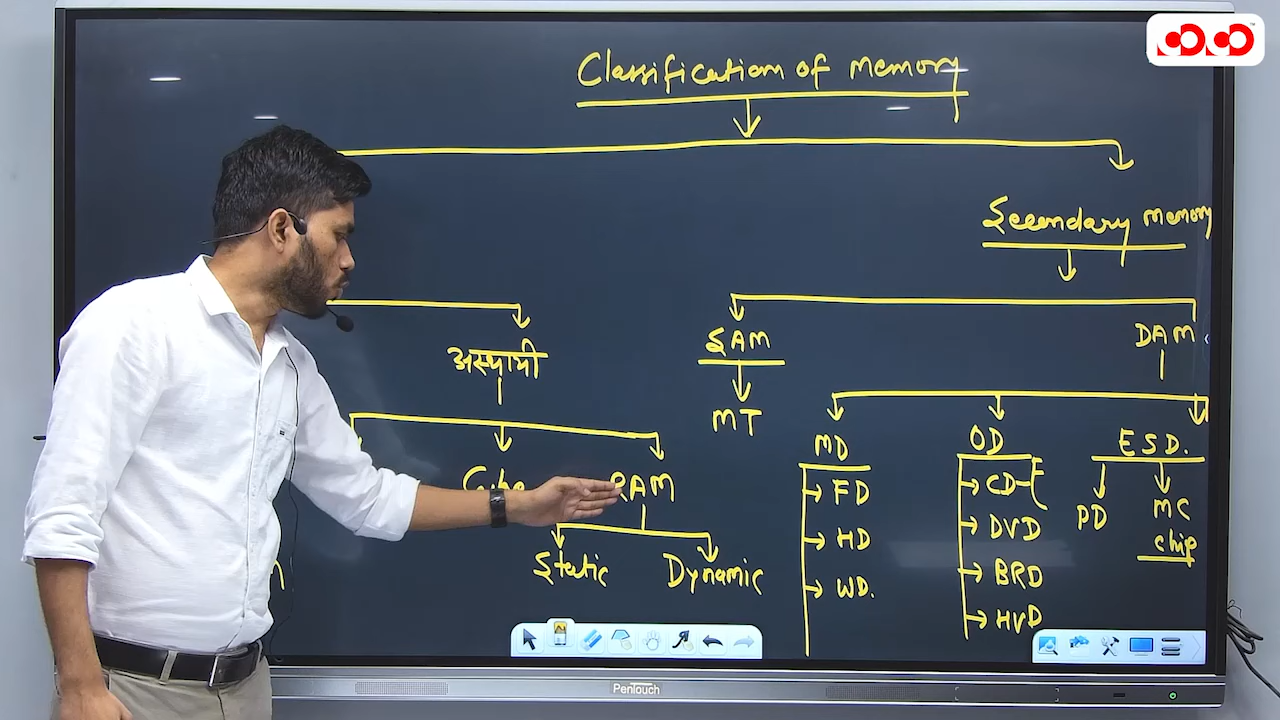 Classification of memory
Secondary memory
SAM
DAM
अस्थायी
MT
MD
OD
ESD.
RAM
FD
CD
PD
MC
HD
DVD
chip
Static
Dynamic
WD.
BRD
HVD
PenTouch